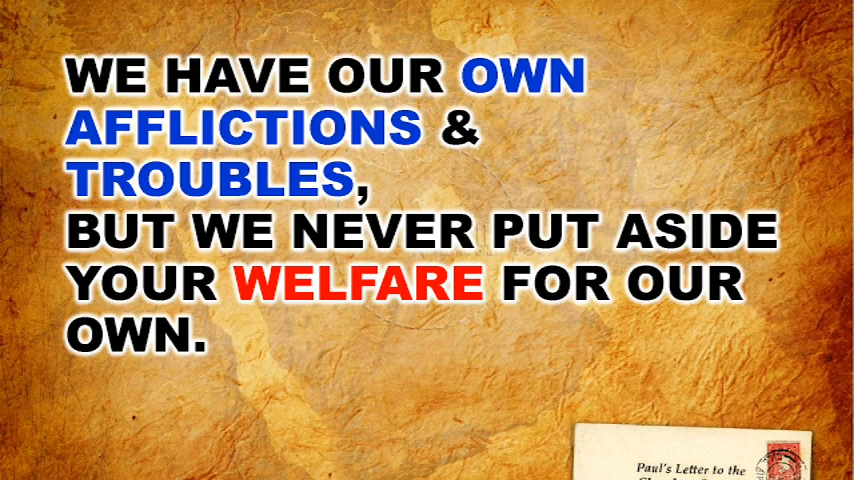 WE HAVE OUR OWN
AFFLICTIONS &
TROUBLES,
BUT WE NEVER PUT ASIDE
YOUR WELFARE FOR OUR
OWN.
Paul's Letter to the